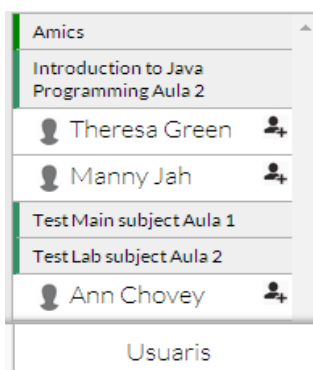 Amics
Introduction to Java
Programming Aula 2
Theresa Green
Manny Jah
Test Main subject Aula 1
Test Lab subject Aula 2
Ann Chovey
Usuaris